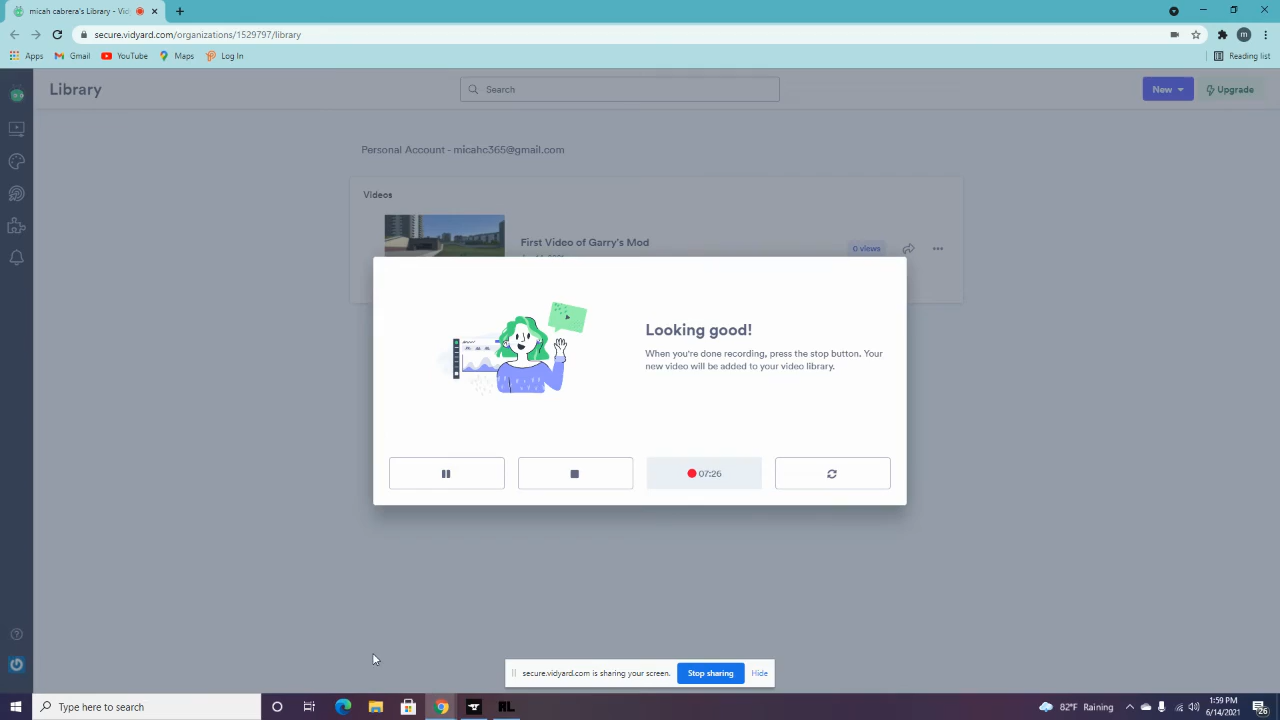 micah cabrera's Library - Vidy
secure.vidyard.com/organizations/1529797/library
m
Apps
Gmail
YouTube
Maps
Log In
Reading list
Library
Search
New
Upgrade
Personal Account - micahc365@gmail.com
Videos
First Video of Garry's Mod
0 views
Looking good!
When you're done recording, press the stop button. Your
new video will be added to your video library.
07:26
secure.vidyard.com is sharing your screen.
Stop sharing
Hide
Type here to search
82°F Raining
1:59 PM
6/14/2021
26